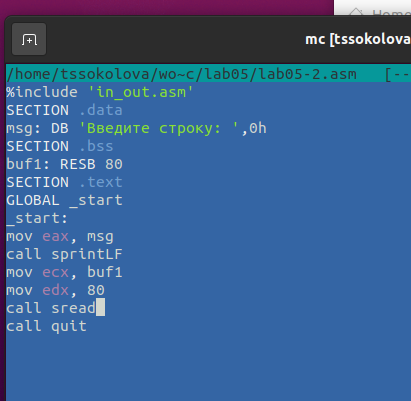 Home
mc [tssokolova
/home/tssokolova/wo~c/lab05/lab05-2.asm [--
%include 'in_out.asm'
SECTION .data
msg: DB 'Введите строку: ',0h
SECTION .bss
buf1: RESB 80
SECTION .text
GLOBAL _start
_start:
mov eax, msg
call sprintLF
mov ecx, buf1
mov edx, 80
call sread
call quit